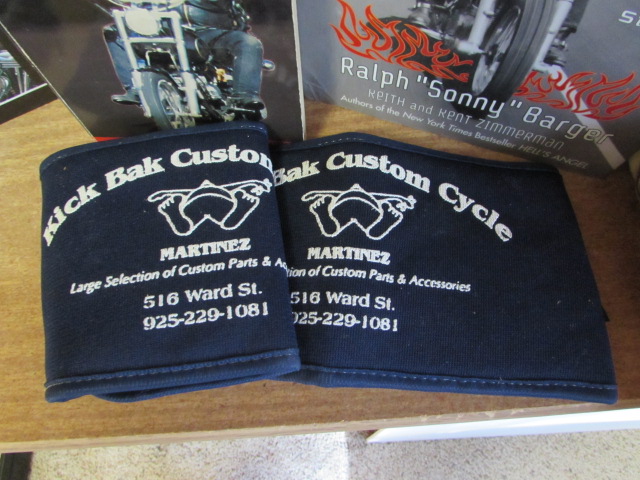 Ralph "Sonny" Barger
KEITH and KENT ZIMMERMAN
Authors of the New York Times Bestseller HELL'S ANGEL
Kick Bak Custom
MARTINEZ
Large Selection of Custom Parts &
516 Ward St.
925-229-1081
Bak Custom Cycle
MARTINEZ
of Custom Parts & Accessories
516 Ward St.
925-229-1081